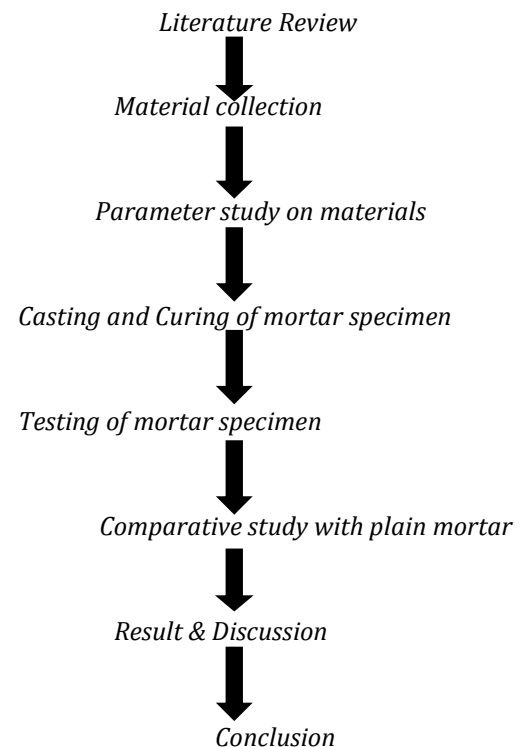 Literature Review
Material collection
Parameter study on materials
Casting and Curing of mortar specimen
Testing of mortar specimen
Comparative study with plain mortar
Result & Discussion
Conclusion